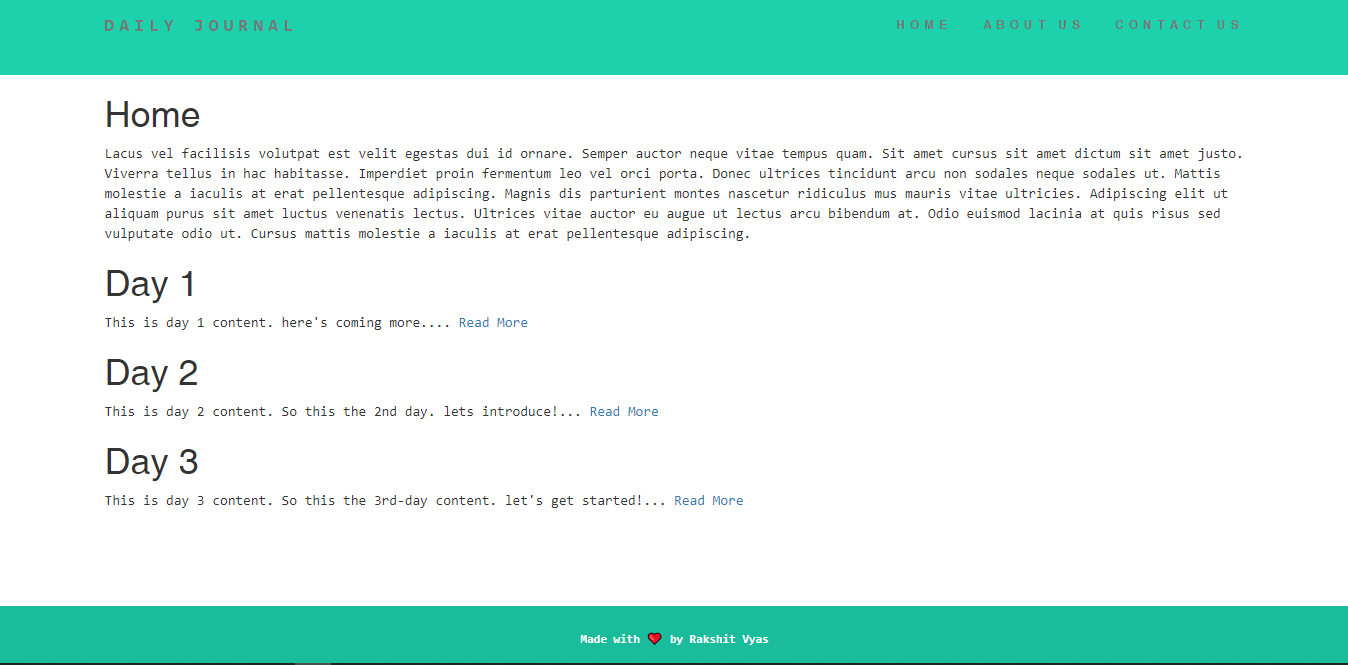 DAILY JOURNAL
HOME ABOUT US CONTACT US
Home
Lacus vel facilisis volutpat est velit egestas dui id ornare. Semper auctor neque vitae tempus quam. Sit amet cursus sit amet dictum sit amet justo.
Viverra tellus in hac habitasse. Imperdiet proin fermentum leo vel orci porta. Donec ultrices tincidunt arcu non sodales neque sodales ut. Mattis
molestie a iaculis at erat pellentesque adipiscing. Magnis dis parturient montes nascetur ridiculus mus mauris vitae ultricies. Adipiscing elit ut
aliquam purus sit amet luctus venenatis lectus. Ultrices vitae auctor eu augue ut lectus arcu bibendum at. Odio euismod lacinia at quis risus sed
vulputate odio ut. Cursus mattis molestie a iaculis at erat pellentesque adipiscing.
Day 1
This is day 1 content. here's coming more.... Read More
Day 2
This is day 2 content. So this the 2nd day. lets introduce!... Read More
Day 3
This is day 3 content. So this the 3rd-day content. let's get started!... Read More
Made with ❤ by Rakshit Vyas